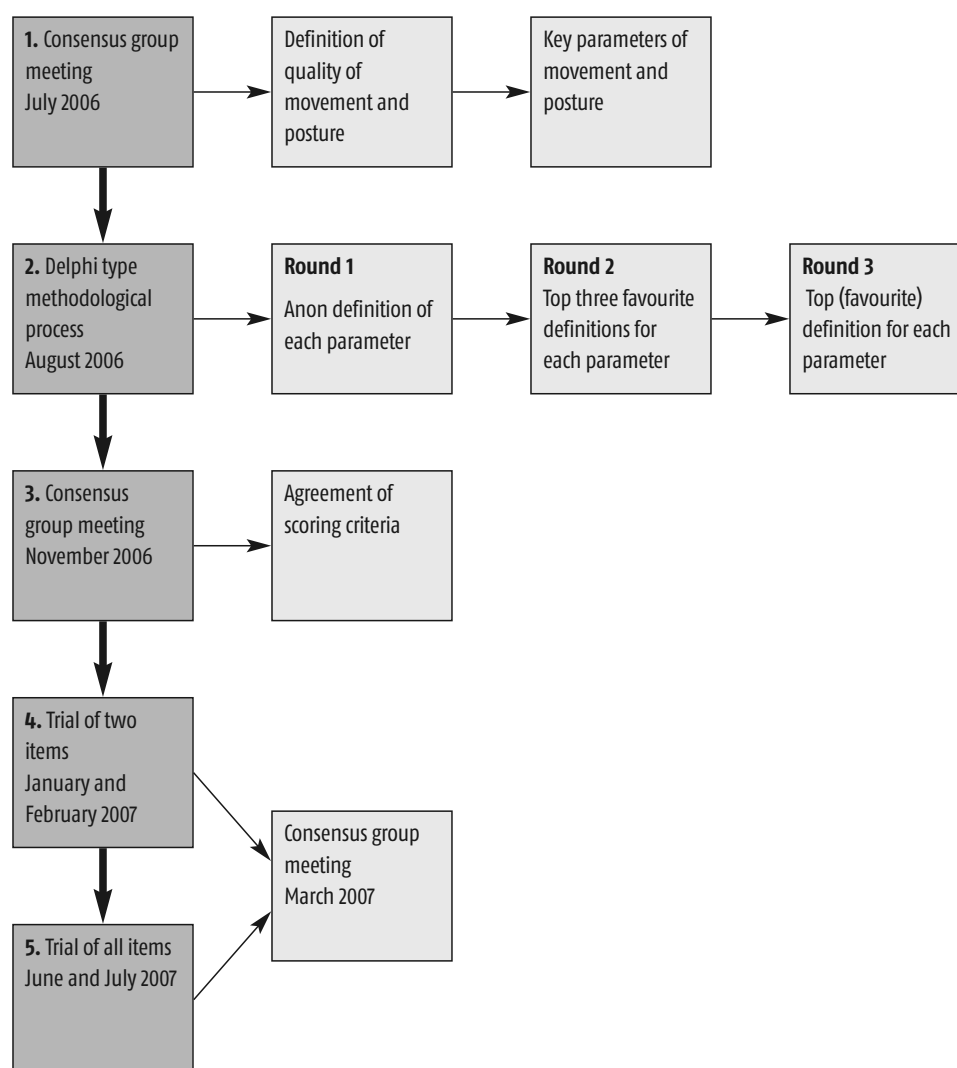 1. Consensus group
meeting
July 2006
Definition of
quality of
movement and
posture
Key parameters of
movement and
posture
2. Delphi type
methodological
process
August 2006
Round 1
Anon definition of
each parameter
Round 2
Top three favourite
definitions for
each parameter
Round 3
Top (favourite)
definition for each
parameter
3. Consensus
group meeting
November 2006
Agreement of
scoring criteria
4. Trial of two
items
January and
February 2007
Consensus group
meeting
March 2007
5. Trial of all items
June and July 2007